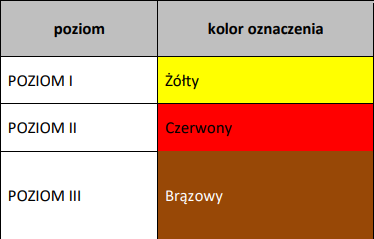 poziom kolor oznaczenia
POZIOM I Żółty
POZIOM II Czerwony
POZIOM III Brązowy